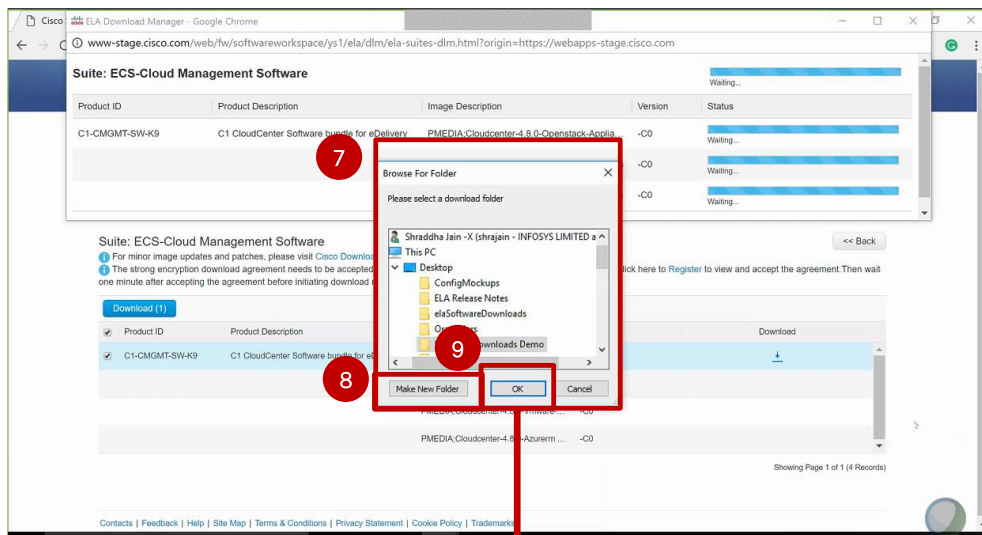 Cisco
ELA Download Manager - Google Chrome
www-stage.cisco.com/web/fw/softwareworkspace/ys1/ela/dlm/ela-suites-dlm.html?origin=https://webapps-stage.cisco.com
Suite: ECS-Cloud Management Software
Waiting...
Product ID Product Description Image Description Version Status
C1-CMGMT-SW-K9 C1 CloudCenter Software bundle for eDelivery PMEDIA;Cloudcenter-4.8.0-Openstack-Applia... -C0
Waiting...
7
-C0
Waiting...
Browse For Folder
-C0
Waiting...
Please select a download folder
Shraddha Jain -X (shrajain - INFOSYS LIMITED a
This PC
Desktop
ConfigMockups
ELA Release Notes
elaSoftwareDownloads
ownloads Demo
9
8
Make New Folder OK Cancel
Suite: ECS-Cloud Management Software << Back
For minor image updates and patches, please visit Cisco Downloa
The strong encryption download agreement needs to be accepted lick here to Register to view and accept the agreement.Then wait
one minute after accepting the agreement before initiating download
Download (1)
Product ID Product Description Download
C1-CMGMT-SW-K9 C1 CloudCenter Software bundle for eD
-C0
PMEDIA;Cloudcenter-4.8 -Azurerm ... -C0
Showing Page 1 of 1 (4 Records)
Contacts | Feedback | Help | Site Map | Terms & Conditions | Privacy Statement | Cookie Policy | Trademarks